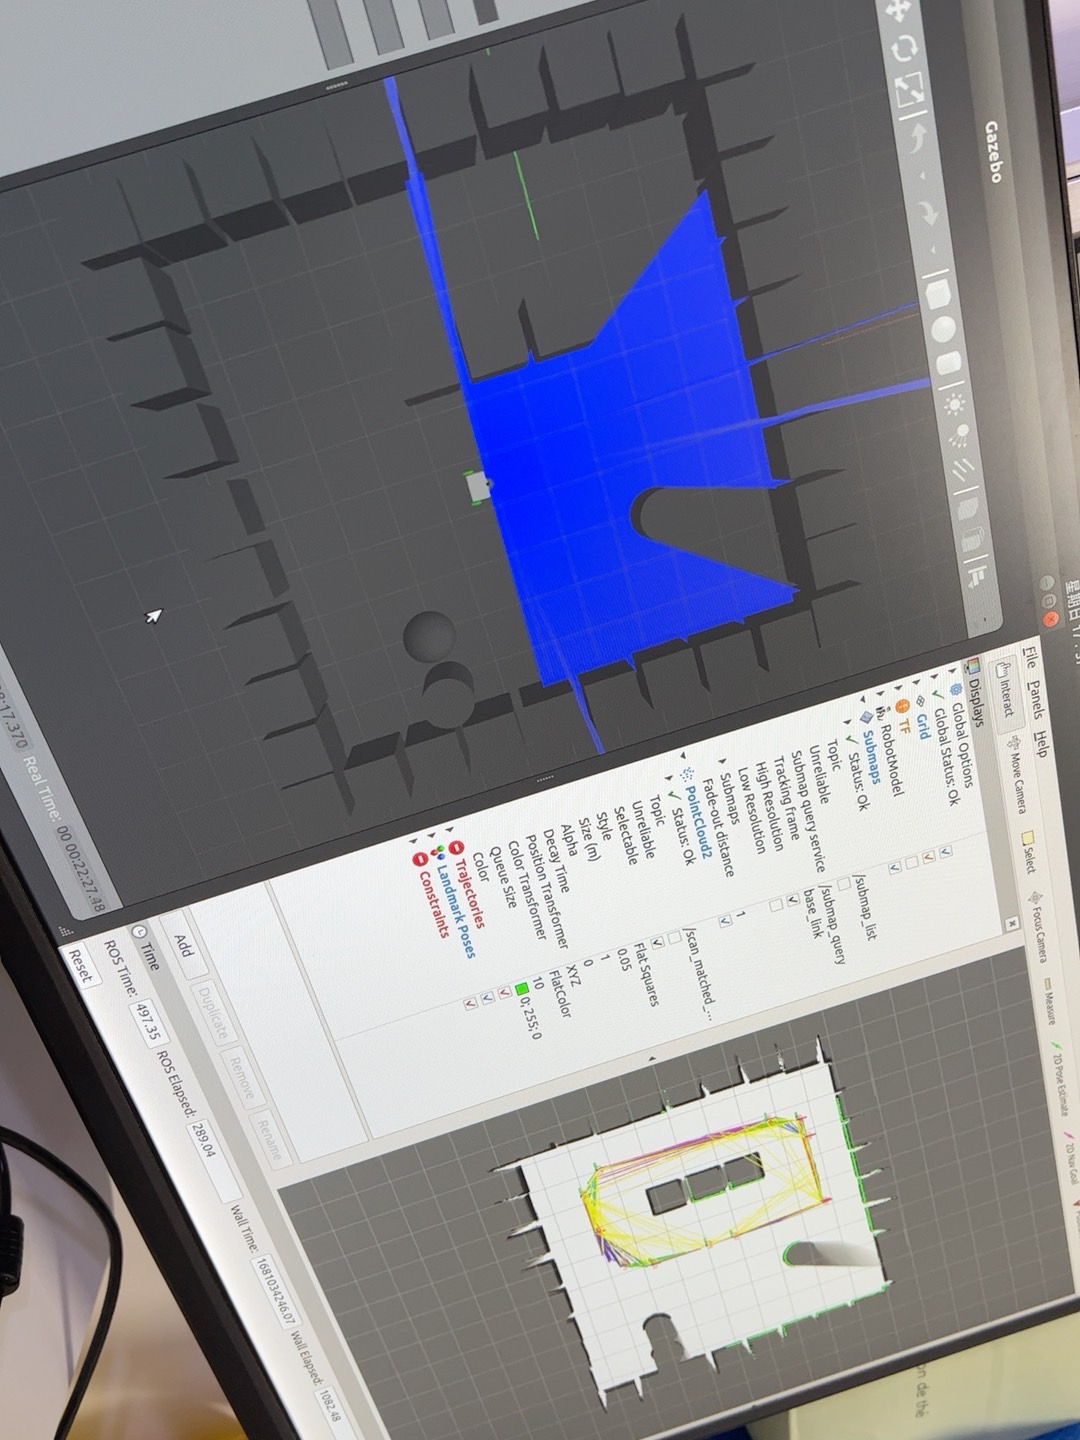 Gazebo
17.370 Real Time: 00 00:22:27.48
File Panels Help
Interact
Move Camera
Select
Focus Camera
Measure
2D Pose Estimate
2D Nav Goal
Displays
Global Options
Global Status: Ok
Grid
TF
RobotModel
Submaps
Status: Ok
Topic /submap_list
Unreliable
Submap query service /submap_query
Tracking frame base_link
High Resolution
Low Resolution
Submaps
Fade-out distance 1
PointCloud2
Status: Ok
Topic /scan_matched_...
Unreliable
Selectable
Style Flat Squares
Size (m) 0.05
Alpha 1
Decay Time 0
Position Transformer XYZ
Color Transformer FlatColor
Queue Size 10
Color 0; 255; 0
Trajectories
Landmark Poses
Constraints
Add Duplicate Remove Rename
Time
ROS Time: 497.35 ROS Elapsed: 289.04 Wall Time: 1681034246.07 Wall Elapsed: 1082.48
Reset